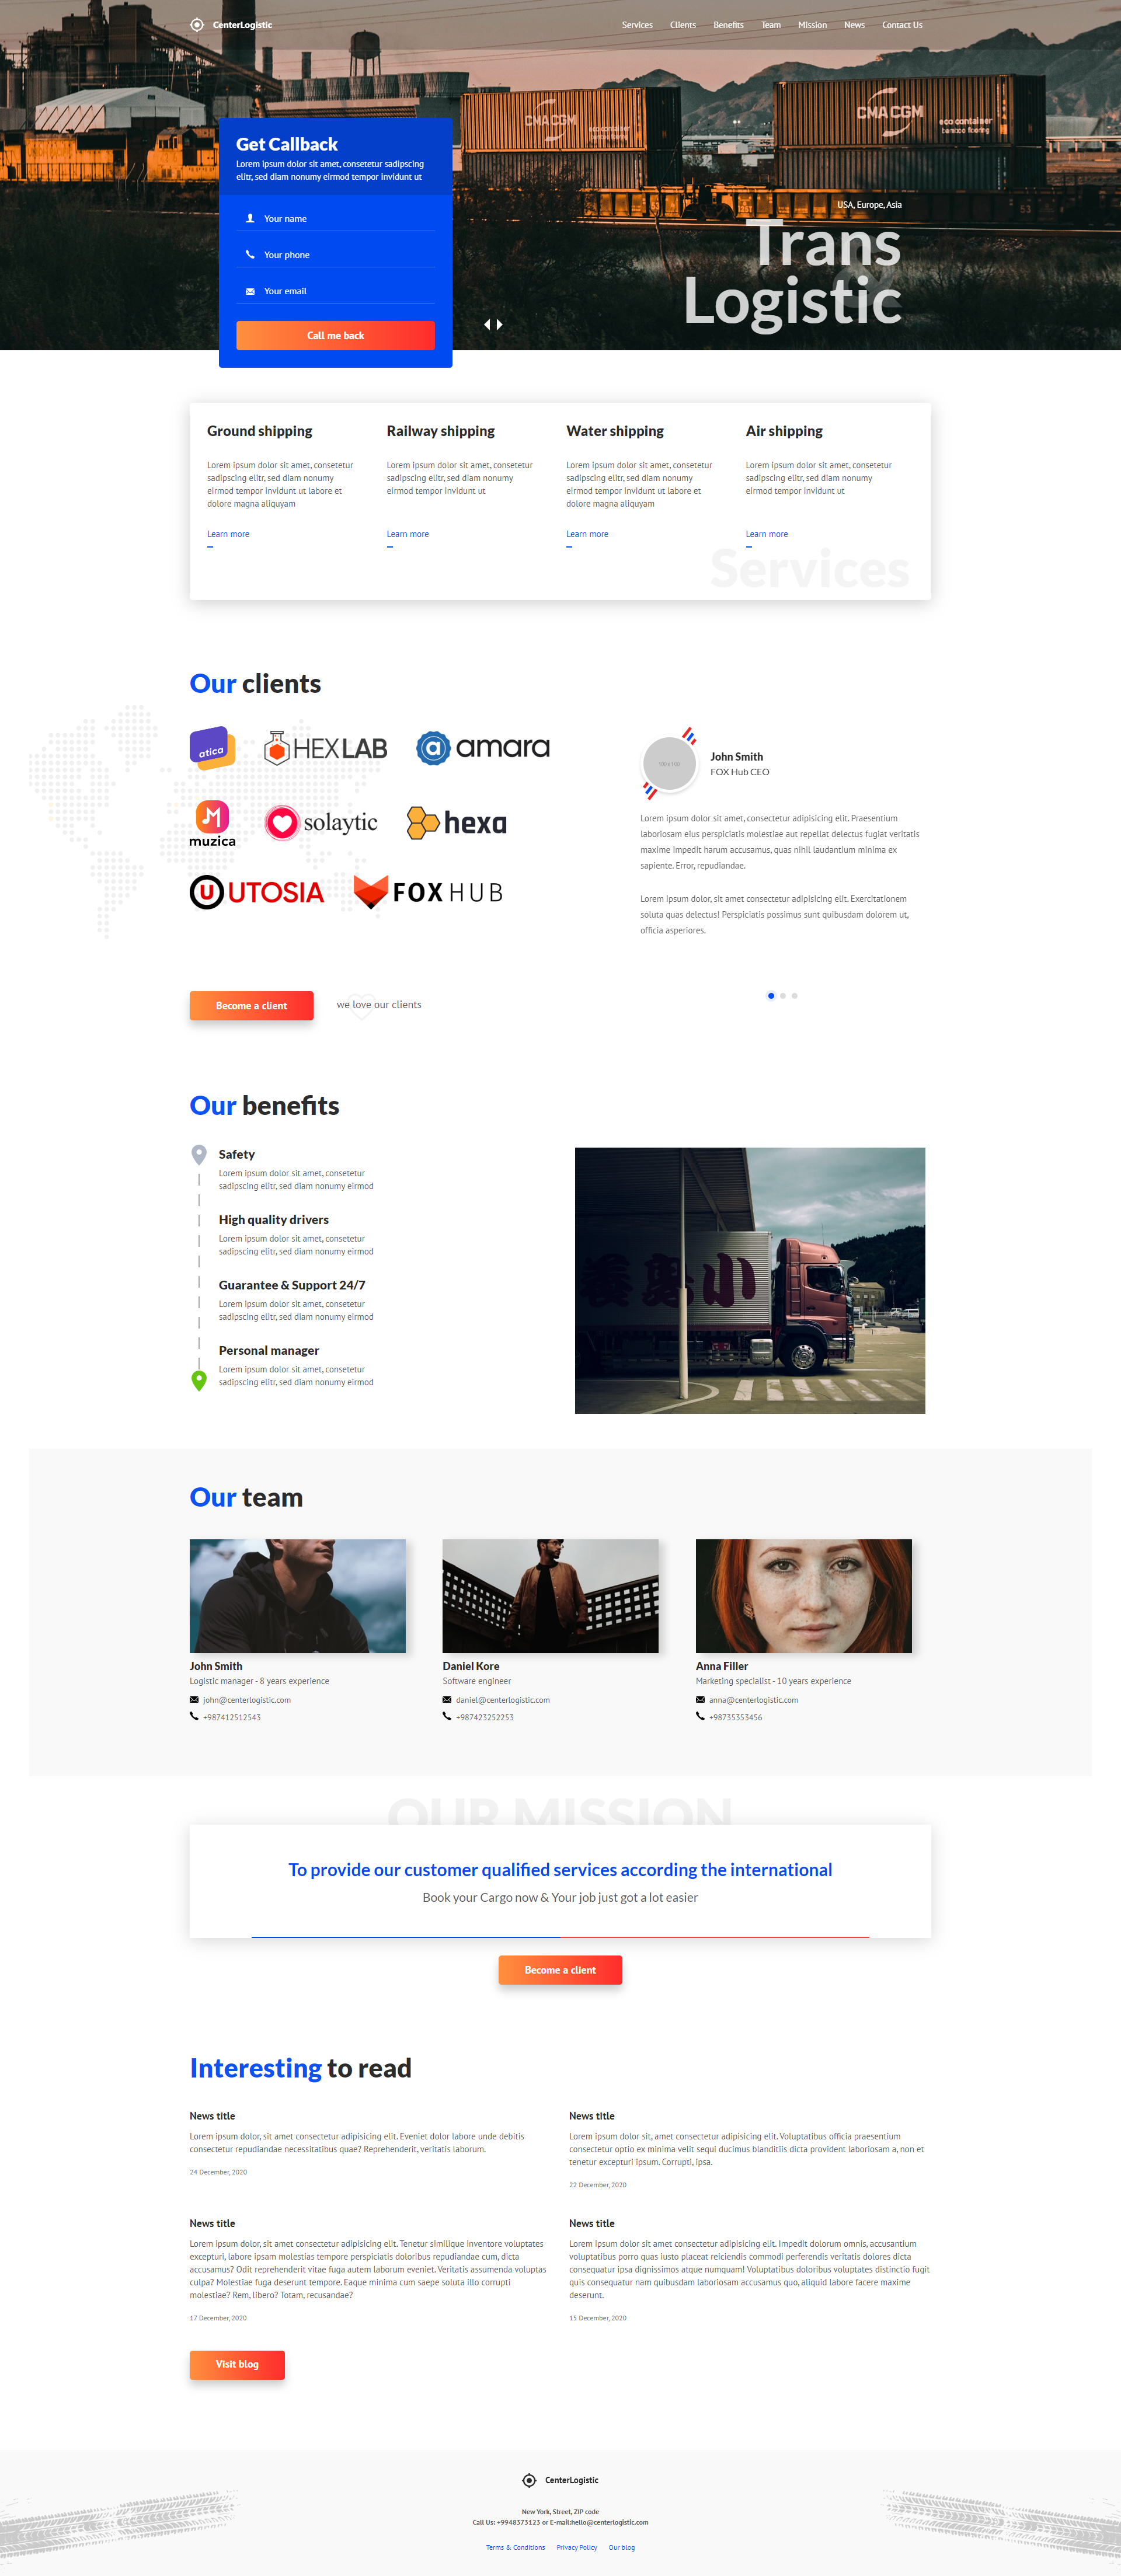 CenterLogistic
Services Clients Benefits Team Mission News Contact Us
CMA CGM
eco container
CMA CGM
eco container
bamboo flooring
Get Callback
Lorem ipsum dolor sit amet, consetetur sadipscing
elitr, sed diam nonumy eirmod tempor invidunt ut
Your name
Your phone
Your email
Call me back
USA, Europe, Asia
Trans
Logistic
Ground shipping
Lorem ipsum dolor sit amet, consetetur
sadipscing elitr, sed diam nonumy
eirmod tempor invidunt ut labore et
dolore magna aliquyam
Learn more
Railway shipping
Lorem ipsum dolor sit amet, consetetur
sadipscing elitr, sed diam nonumy
eirmod tempor invidunt ut
Learn more
Water shipping
Lorem ipsum dolor sit amet, consetetur
sadipscing elitr, sed diam nonumy
eirmod tempor invidunt ut labore et
dolore magna aliquyam
Learn more
Air shipping
Lorem ipsum dolor sit amet, consetetur
sadipscing elitr, sed diam nonumy
eirmod tempor invidunt ut
Learn more
Services
Our clients
atica
HEXLAB
amara
muzica
solaytic
hexa
UTOSIA
FOXHUB
100 x 100
John Smith
FOX Hub CEO
Lorem ipsum dolor sit amet, consectetur adipisicing elit. Praesentium
laboriosam eius perspiciatis molestiae aut repellat delectus fugiat veritatis
maxime impedit harum accusamus, quas nihil laudantium minima ex
sapiente. Error, repudiandae.
Lorem ipsum dolor, sit amet consectetur adipisicing elit. Exercitationem
soluta quas delectus! Perspiciatis possimus sunt quibusdam dolorem ut,
officia asperiores.
Become a client
we love our clients
Our benefits
Safety
Lorem ipsum dolor sit amet, consetetur
sadipscing elitr, sed diam nonumy eirmod
High quality drivers
Lorem ipsum dolor sit amet, consetetur
sadipscing elitr, sed diam nonumy eirmod
Guarantee & Support 24/7
Lorem ipsum dolor sit amet, consetetur
sadipscing elitr, sed diam nonumy eirmod
Personal manager
Lorem ipsum dolor sit amet, consetetur
sadipscing elitr, sed diam nonumy eirmod
Our team
John Smith
Logistic manager - 8 years experience
john@centerlogistic.com
+987412512543
Daniel Kore
Software engineer
daniel@centerlogistic.com
+987423252253
Anna Filler
Marketing specialist - 10 years experience
anna@centerlogistic.com
+98735353456
OUR MISSION
To provide our customer qualified services according the international
Book your Cargo now & Your job just got a lot easier
Become a client
Interesting to read
News title
Lorem ipsum dolor, sit amet consectetur adipisicing elit. Eveniet dolor labore unde debitis
consectetur repudiandae necessitatibus quae? Reprehenderit, veritatis laborum.
24 December, 2020
News title
Lorem ipsum dolor sit, amet consectetur adipisicing elit. Voluptatibus officia praesentium
consectetur optio ex minima velit sequi ducimus blanditiis dicta provident laboriosam a, non et
tenetur excepturi ipsum. Corrupti, ipsa.
22 December, 2020
News title
Lorem ipsum dolor, sit amet consectetur adipisicing elit. Tenetur similique inventore voluptates
excepturi, labore ipsam molestias tempore perspiciatis doloribus repudiandae cum, dicta
accusamus? Odit reprehenderit vitae fuga autem laborum eveniet. Veritatis assumenda voluptas
culpa? Molestiae fuga deserunt tempore. Eaque minima cum saepe soluta illo corrupti
molestiae? Rem, libero? Totam, recusandae?
17 December, 2020
News title
Lorem ipsum dolor sit amet consectetur adipisicing elit. Impedit dolorum omnis, accusantium
voluptatibus porro quas iusto placeat reiciendis commodi perferendis veritatis dolores dicta
consequatur ipsa dignissimos atque numquam! Voluptatibus doloribus voluptates distinctio fugit
quis consequatur nam quibusdam laboriosam accusamus quo, aliquid labore facere maxime
deserunt.
15 December, 2020
Visit blog
CenterLogistic
New York, Street, ZIP code
Call Us: +9948373123 or E-mail:hello@centerlogistic.com
Terms & Conditions Privacy Policy Our blog